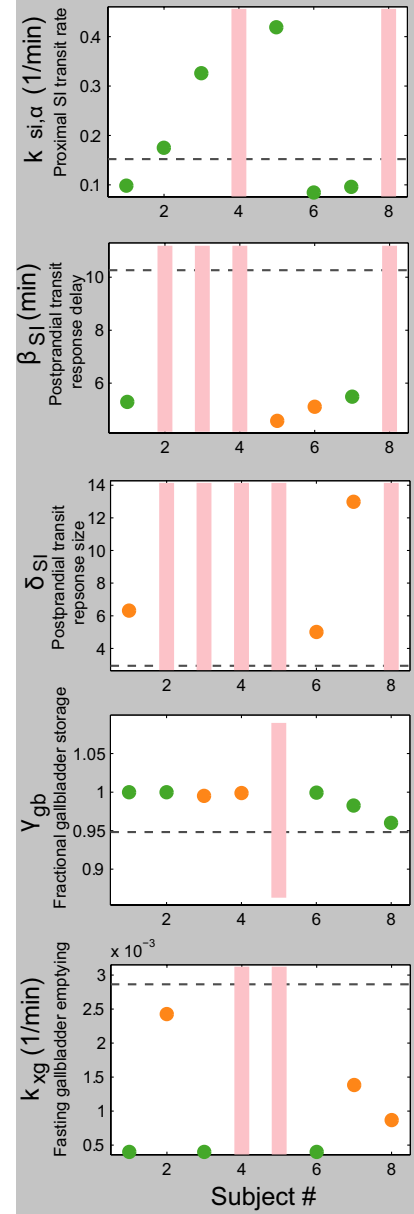 k si,α (1/min)
Proximal SI transit rate
0.4
0.3
0.2
0.1
2 4 6 8
β SI (min)
Postprandial transit
response delay
10
8
6
2 4 6 8
δ SI
Postprandial transit
repsonse size
14
12
10
8
6
4
2 4 6 8
γ gb
Fractional gallbladder storage
1.05
1
0.95
0.9
2 4 6 8
k xg (1/min)
Fasting gallbladder emptying
x 10⁻³
3
2.5
2
1.5
1
0.5
2 4 6 8
Subject #